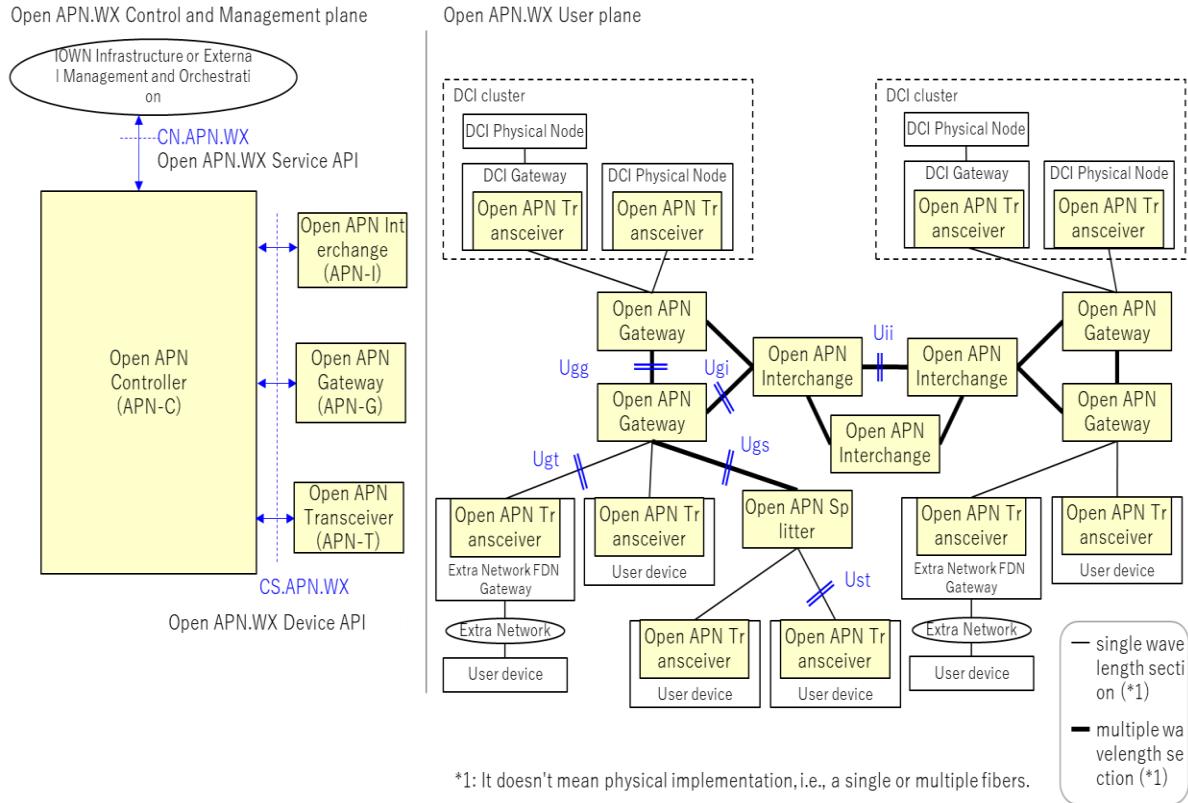 Open APN.WX Control and Management plane
IOWN Infrastructure or Externa
l Management and Orchestrati
on
CN.APN.WX
Open APN.WX Service API
Open APN
Controller
(APN-C)
Open APN Int
erchange
(APN-I)
Open APN
Gateway
(APN-G)
Open APN
Transceiver
(APN-T)
CS.APN.WX
Open APN.WX Device API
Open APN.WX User plane
DCI cluster
DCI Physical Node
DCI Gateway
Open APN Tr
ansceiver
DCI Physical Node
Open APN Tr
ansceiver
DCI cluster
DCI Physical Node
DCI Gateway
Open APN Tr
ansceiver
DCI Physical Node
Open APN Tr
ansceiver
Open APN
Gateway
Ugg
Ugi
Open APN
Gateway
Open APN
Interchange
Uii
Open APN
Interchange
Open APN
Interchange
Open APN
Gateway
Open APN
Gateway
Ugt
Ugs
Open APN Tr
ansceiver
Extra Network FDN
Gateway
Extra Network
User device
Open APN Tr
ansceiver
User device
Open APN Sp
litter
Ust
Open APN Tr
ansceiver
User device
Open APN Tr
ansceiver
User device
Open APN Tr
ansceiver
Extra Network FDN
Gateway
Extra Network
User device
Open APN Tr
ansceiver
User device
single wave
length secti
on (*1)
multiple wa
velength se
ction (*1)
*1: It doesn't mean physical implementation, i.e., a single or multiple fibers.